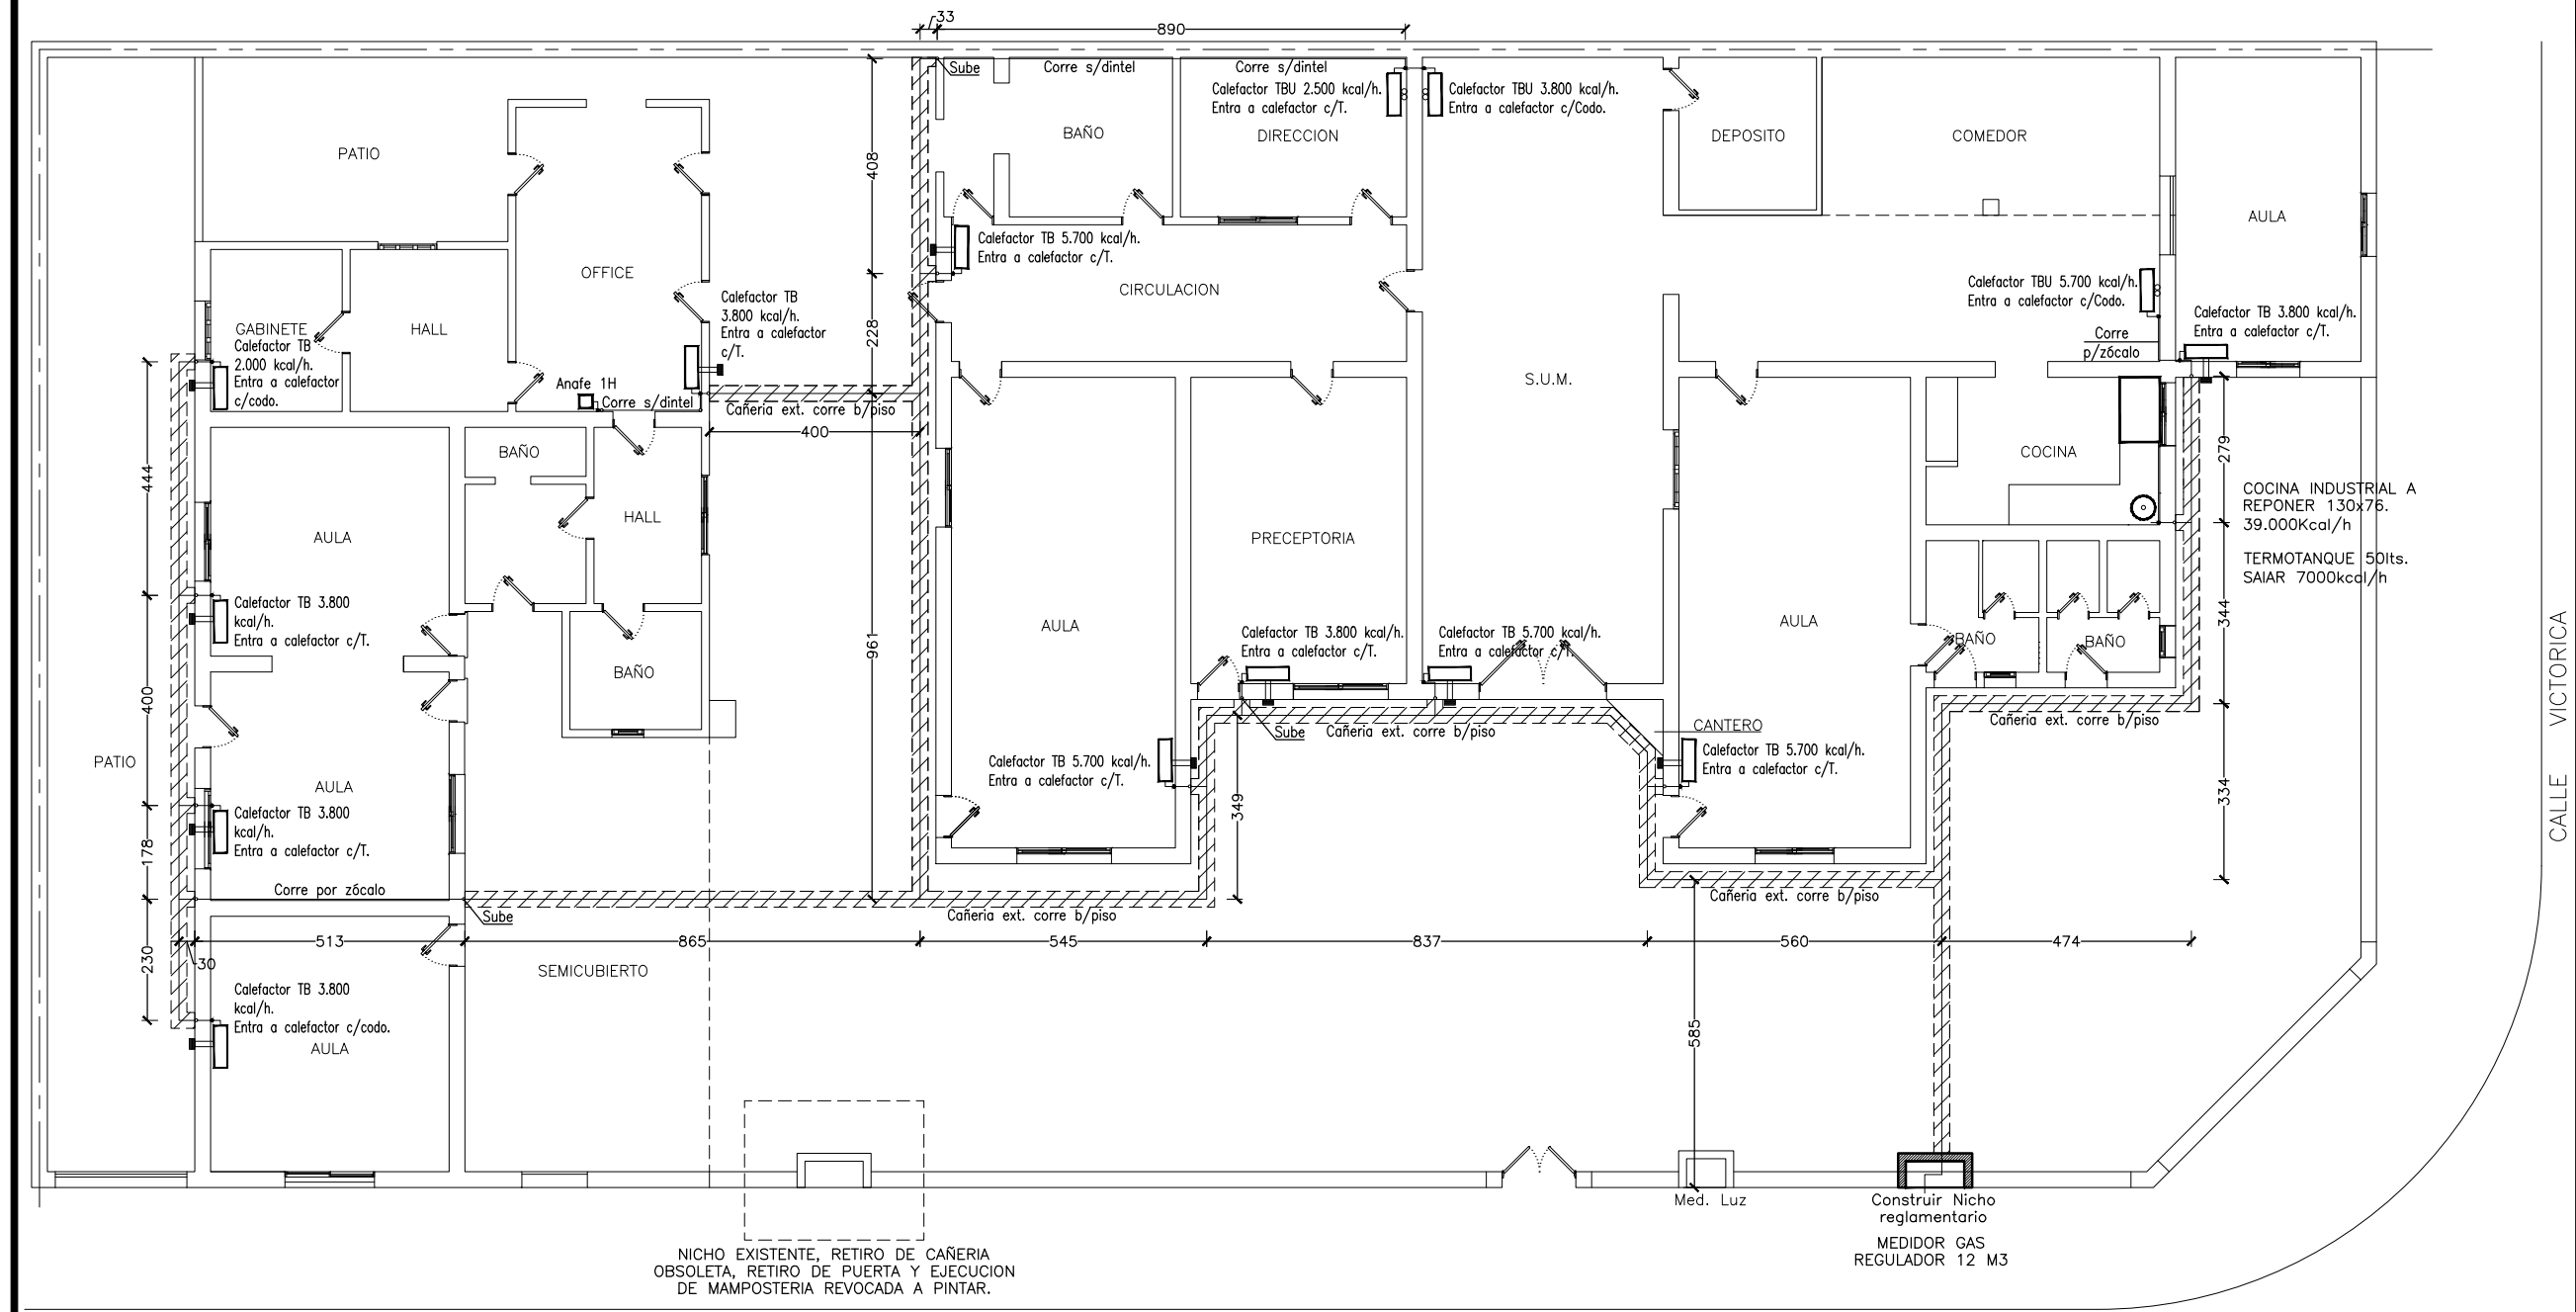 33
890
Sube
Corre s/dintel
Corre s/dintel
Calefactor TBU 2.500 kcal/h.
Entra a calefactor c/T.
Calefactor TBU 3.800 kcal/h.
Entra a calefactor c/Codo.
PATIO
BAÑO
DIRECCION
DEPOSITO
COMEDOR
408
AULA
Calefactor TB 5.700 kcal/h.
Entra a calefactor c/T.
OFFICE
CIRCULACION
Calefactor TBU 5.700 kcal/h.
Entra a calefactor c/Codo.
Calefactor TB
3.800 kcal/h.
Entra a calefactor
c/T.
Calefactor TB 3.800 kcal/h.
Entra a calefactor c/T.
GABINETE
Calefactor TB
2.000 kcal/h.
Entra a calefactor
c/codo.
HALL
228
Corre
p/zócalo
S.U.M.
Anafe 1H
Corre s/dintel
Cañeria ext. corre b/piso
400
BAÑO
COCINA
279
444
COCINA INDUSTRIAL A
REPONER 130x76.
39.000Kcal/h
TERMOTANQUE 50lts.
SAIAR 7000kcal/h
HALL
AULA
PRECEPTORIA
Calefactor TB 3.800
kcal/h.
Entra a calefactor c/T.
344
AULA
AULA
961
Calefactor TB 3.800 kcal/h.
Entra a calefactor c/T.
Calefactor TB 5.700 kcal/h.
Entra a calefactor c/T.
BAÑO
BAÑO
BAÑO
400
CALLE VICTORICA
Cañeria ext. corre b/piso
CANTERO
Sube
Cañeria ext. corre b/piso
Calefactor TB 5.700 kcal/h.
Entra a calefactor c/T.
Calefactor TB 5.700 kcal/h.
Entra a calefactor c/T.
PATIO
AULA
334
349
Calefactor TB 3.800
kcal/h.
Entra a calefactor c/T.
178
Corre por zócalo
Sube
Cañeria ext. corre b/piso
Cañeria ext. corre b/piso
513
865
545
837
560
474
230
30
SEMICUBIERTO
Calefactor TB 3.800
kcal/h.
Entra a calefactor c/codo.
AULA
585
Med. Luz
Construir Nicho
reglamentario
MEDIDOR GAS
REGULADOR 12 M3
NICHO EXISTENTE, RETIRO DE CAÑERIA
OBSOLETA, RETIRO DE PUERTA Y EJECUCION
DE MAMPOSTERIA REVOCADA A PINTAR.